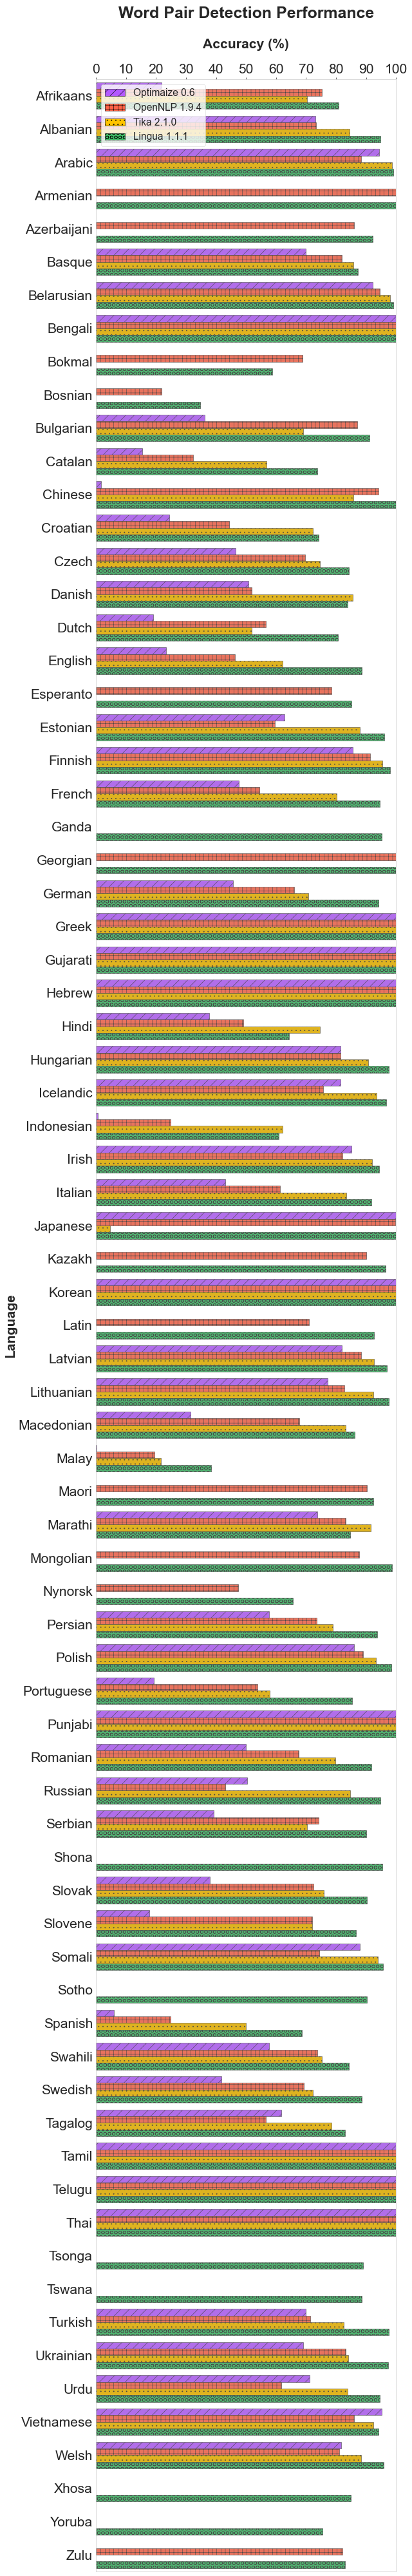 Word Pair Detection Performance
Accuracy (%)
0 10 20 30 40 50 60 70 80 90 100
Optimaize 0.6
OpenNLP 1.9.4
Tika 2.1.0
Lingua 1.1.1
Language
Afrikaans
Albanian
Arabic
Armenian
Azerbaijani
Basque
Belarusian
Bengali
Bokmal
Bosnian
Bulgarian
Catalan
Chinese
Croatian
Czech
Danish
Dutch
English
Esperanto
Estonian
Finnish
French
Ganda
Georgian
German
Greek
Gujarati
Hebrew
Hindi
Hungarian
Icelandic
Indonesian
Irish
Italian
Japanese
Kazakh
Korean
Latin
Latvian
Lithuanian
Macedonian
Malay
Maori
Marathi
Mongolian
Nynorsk
Persian
Polish
Portuguese
Punjabi
Romanian
Russian
Serbian
Shona
Slovak
Slovene
Somali
Sotho
Spanish
Swahili
Swedish
Tagalog
Tamil
Telugu
Thai
Tsonga
Tswana
Turkish
Ukrainian
Urdu
Vietnamese
Welsh
Xhosa
Yoruba
Zulu